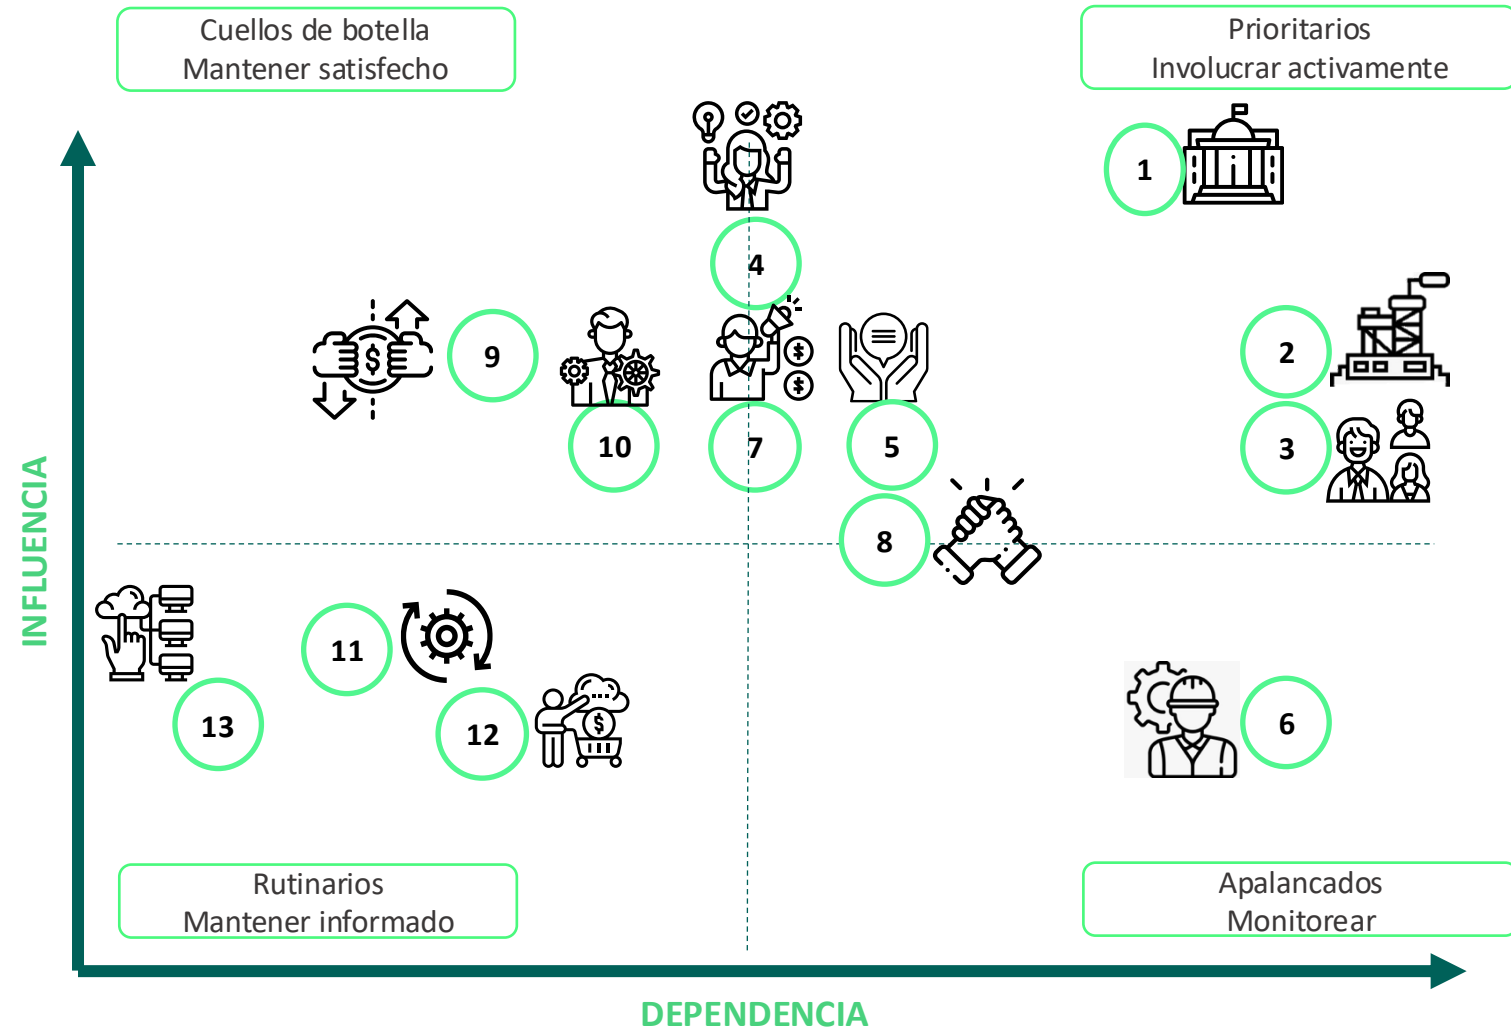 Cuellos de botella
Mantener satisfecho
Prioritarios
Involucrar activamente
1
4
2
9
$
$
$
10
7
5
3
8
INFLUENCIA
11
13
12
$
6
Rutinarios
Mantener informado
Apalancados
Monitorear
DEPENDENCIA